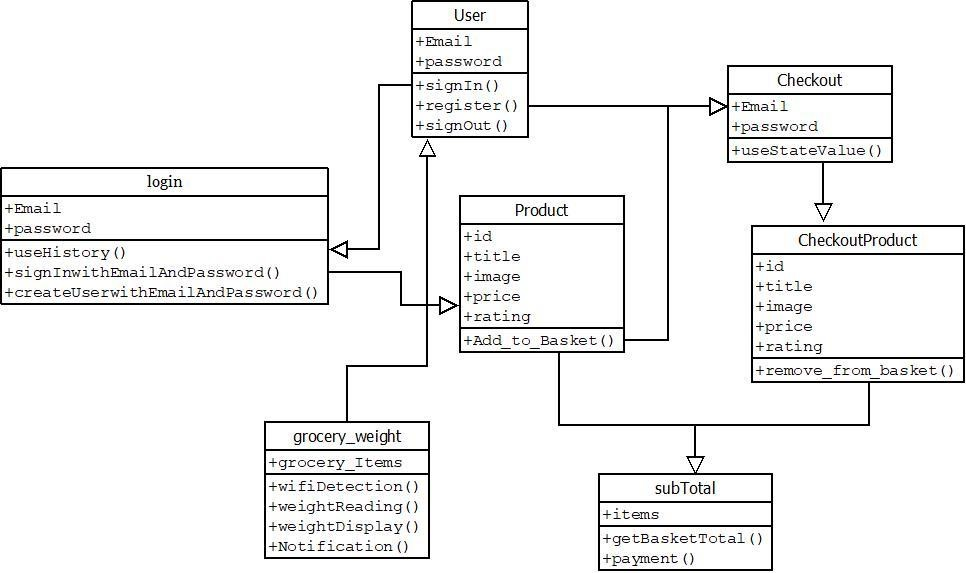 User
+Email
+password
+signIn()
+register()
+signOut()
Checkout
+Email
+password
+useStateValue()
login
+Email
+password
+useHistory()
+signInwithEmailAndPassword()
+createUserwithEmailAndPassword()
Product
+id
+title
+image
+price
+rating
+Add_to_Basket()
CheckoutProduct
+id
+title
+image
+price
+rating
+remove_from_basket()
grocery_weight
+grocery_Items
+wifiDetection()
+weightReading()
+weightDisplay()
+Notification()
subTotal
+items
+getBasketTotal()
+payment()